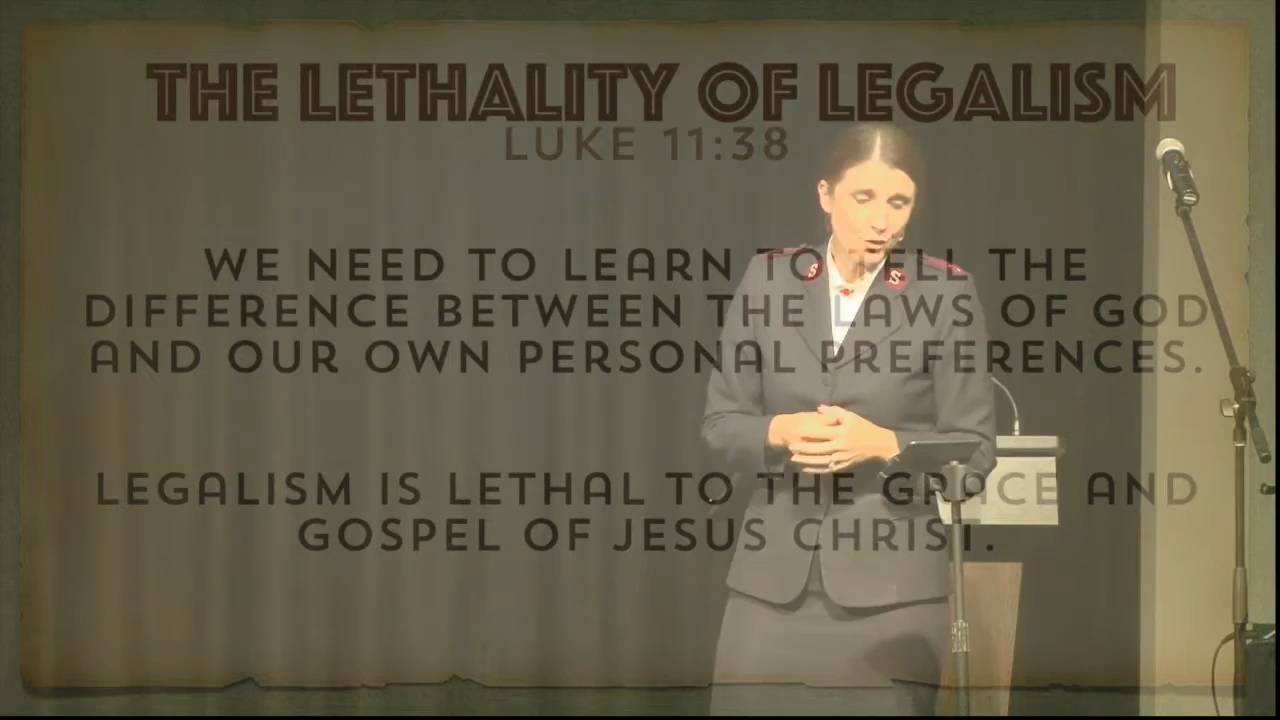 THE LETHALITY OF LEGALISM
LUKE 11:38
WE NEED TO LEARN TO TELL THE
DIFFERENCE BETWEEN THE LAWS OF GOD
AND OUR OWN PERSONAL PREFERENCES.
LEGALISM IS LETHAL TO THE GRACE AND
GOSPEL OF JESUS CHRIST.
S S